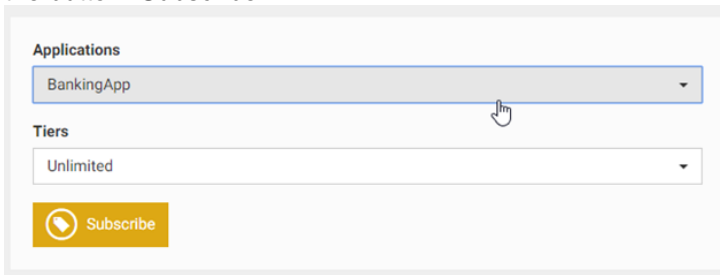 Applications
BankingApp
Tiers
Unlimited
Subscribe